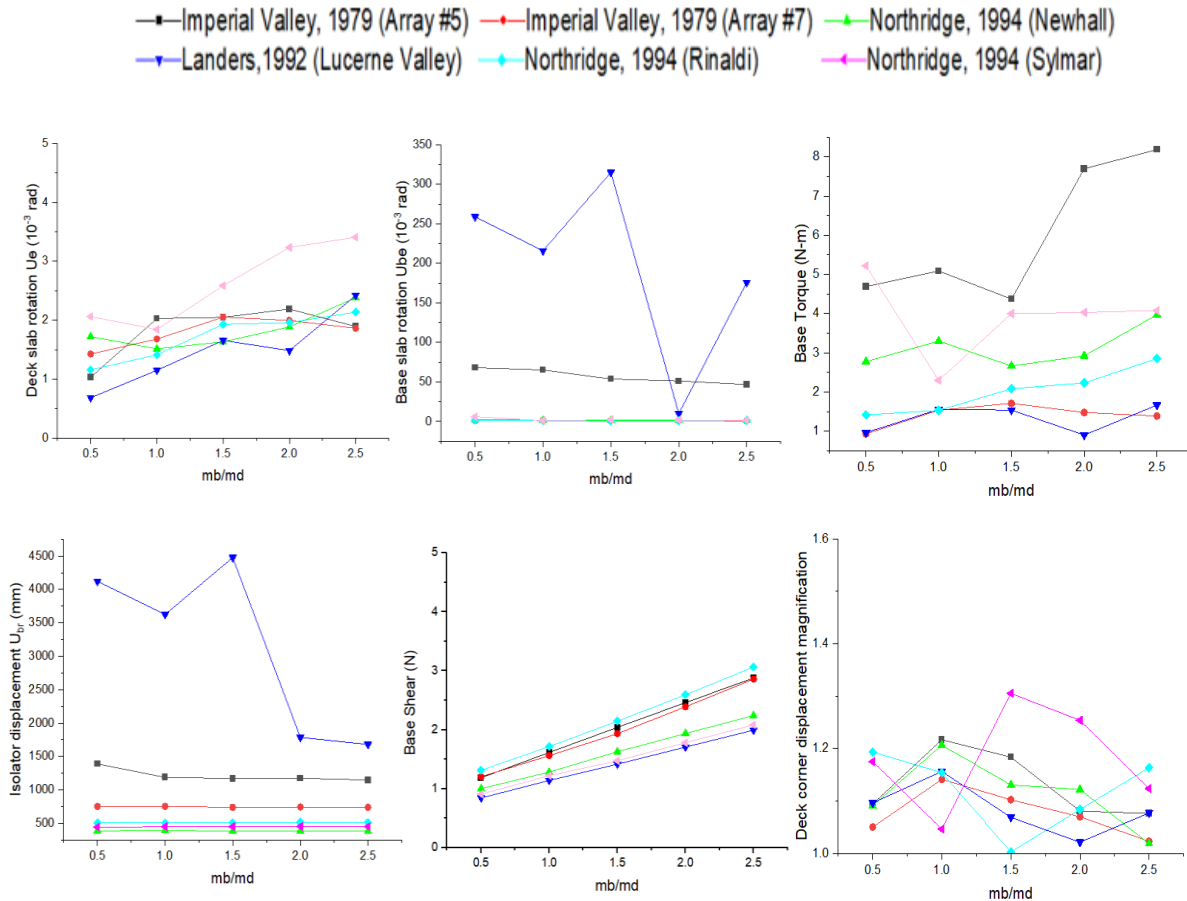 Imperial Valley, 1979 (Array #5) Imperial Valley, 1979 (Array #7) Northridge, 1994 (Newhall)
Landers,1992 (Lucerne Valley) Northridge, 1994 (Rinaldi) Northridge, 1994 (Sylmar)
Deck slab rotation Uɵ (10⁻³ rad)
5
4
3
2
1
0
0.5 1.0 1.5 2.0 2.5
mb/md
Base slab rotation Ubɵ (10⁻³ rad)
350
300
250
200
150
100
50
0
0.5 1.0 1.5 2.0 2.5
mb/md
Base Torque (N-m)
8
7
6
5
4
3
2
1
0.5 1.0 1.5 2.0 2.5
mb/md
Isolator displacement U_br (mm)
4500
4000
3500
3000
2500
2000
1500
1000
500
0.5 1.0 1.5 2.0 2.5
mb/md
Base Shear (N)
5
4
3
2
1
0
0.5 1.0 1.5 2.0 2.5
mb/md
Deck corner displacement magnification
1.6
1.4
1.2
1.0
0.5 1.0 1.5 2.0 2.5
mb/md